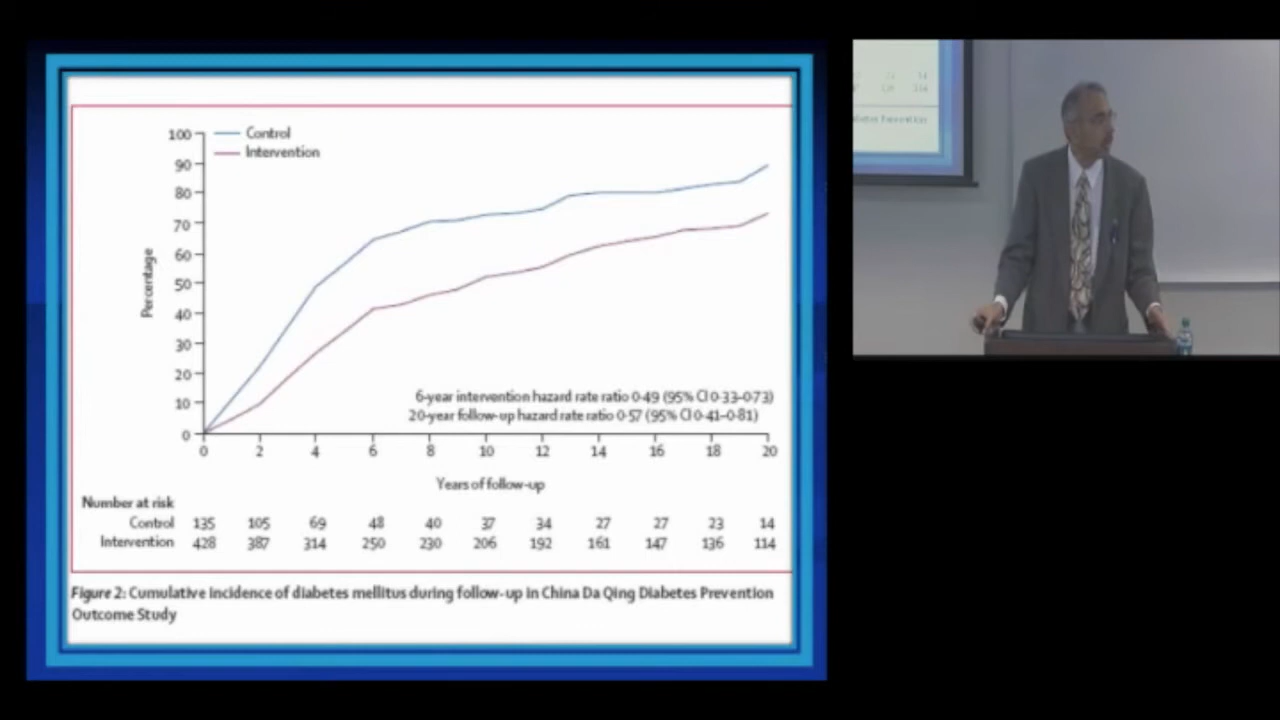 100
90
80
70
60
50
40
30
20
10
0
Percentage
Control
Intervention
6-year intervention hazard rate ratio 0·49 (95% CI 0·33–0·73)
20-year follow-up hazard rate ratio 0·57 (95% CI 0·41–0·81)
0 2 4 6 8 10 12 14 16 18 20
Years of follow-up
Number at risk
Control 135 105 69 48 40 37 34 27 27 23 14
Intervention 428 387 314 250 230 206 192 161 147 136 114
Figure 2: Cumulative incidence of diabetes mellitus during follow-up in China Da Qing Diabetes Prevention
Outcome Study